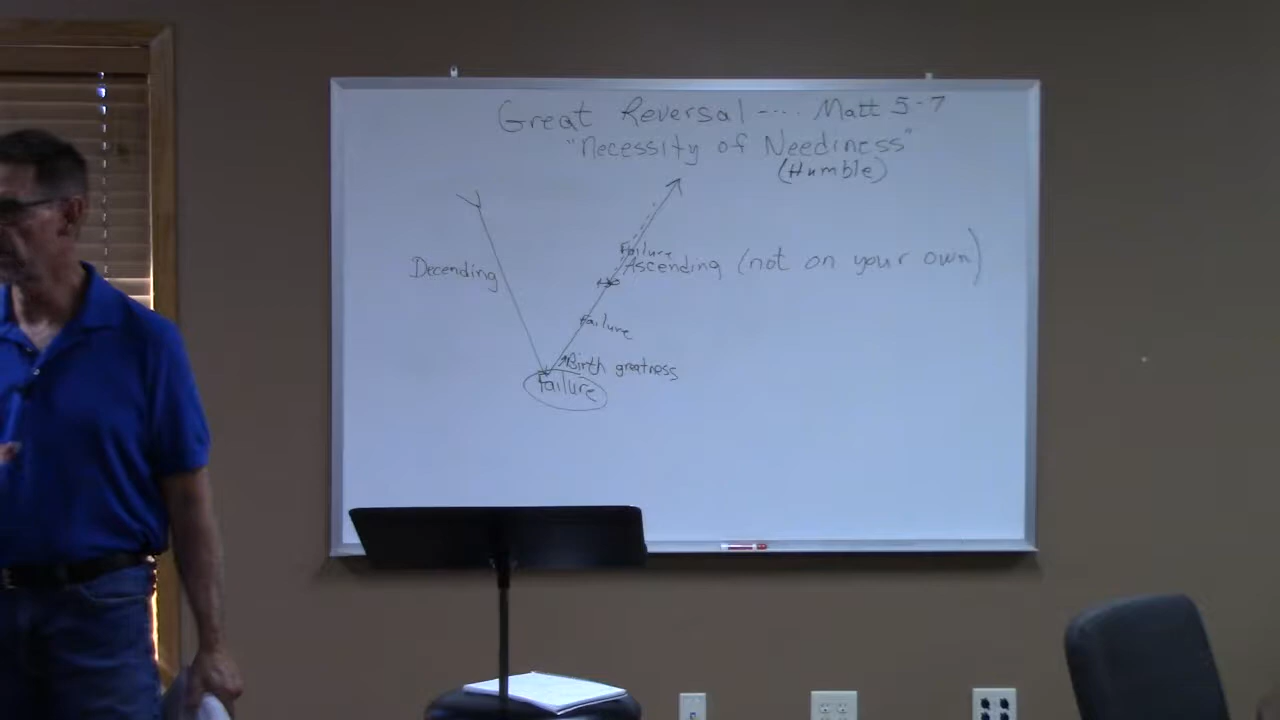 Great Reversal ---.. Matt 5-7
"Necessity of Neediness"
(Humble)
Failure
Decending
Ascending (not on your own)
Failure
Birth greatness
Failure